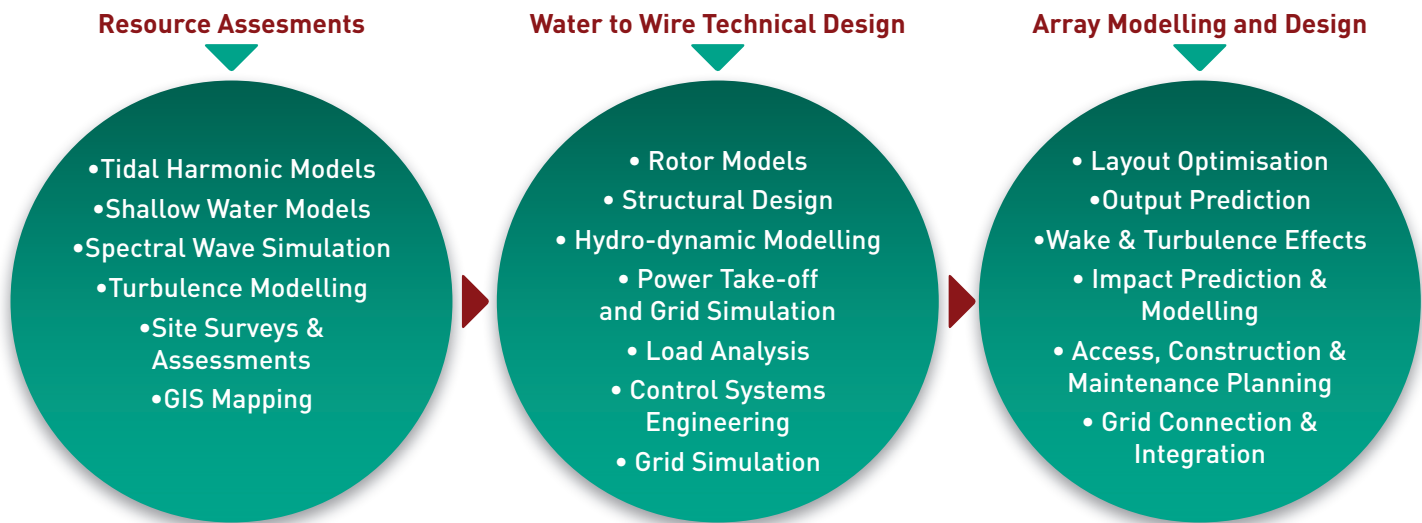 Resource Assesments
•Tidal Harmonic Models
•Shallow Water Models
•Spectral Wave Simulation
•Turbulence Modelling
•Site Surveys &
Assessments
•GIS Mapping
Water to Wire Technical Design
• Rotor Models
• Structural Design
• Hydro-dynamic Modelling
• Power Take-off
and Grid Simulation
• Load Analysis
• Control Systems
Engineering
• Grid Simulation
Array Modelling and Design
• Layout Optimisation
•Output Prediction
•Wake & Turbulence Effects
• Impact Prediction &
Modelling
• Access, Construction &
Maintenance Planning
• Grid Connection &
Integration